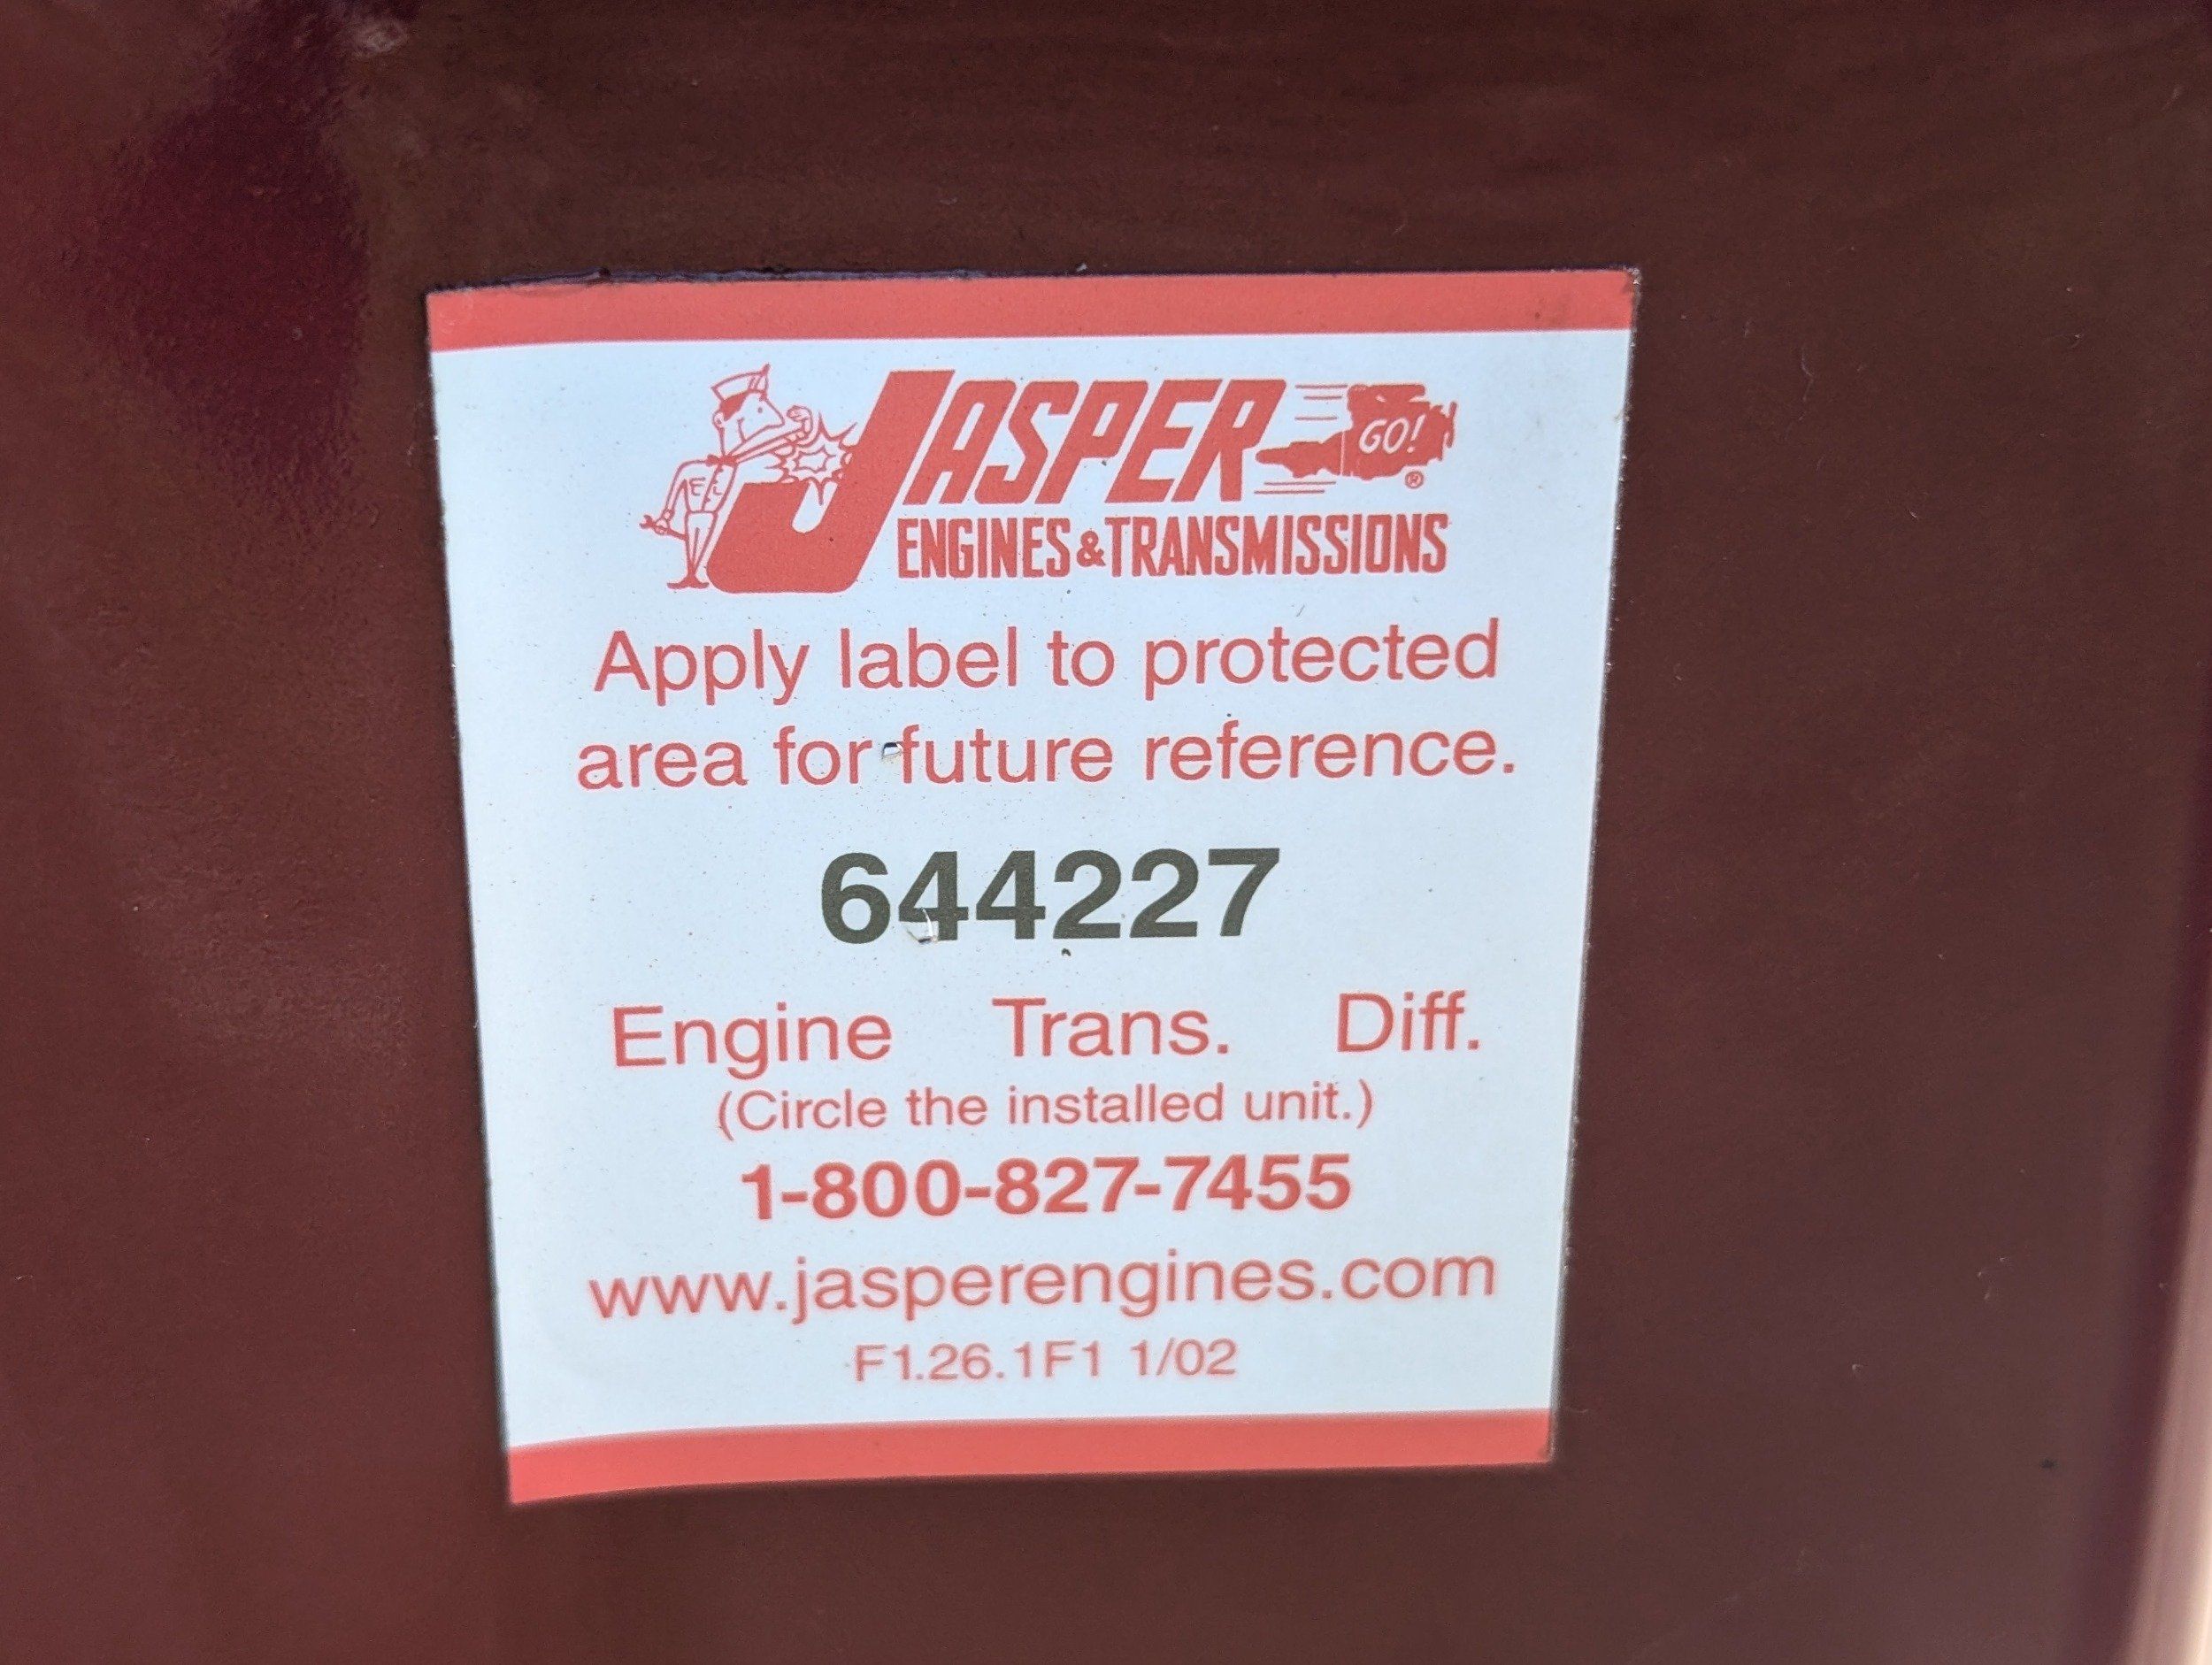 JASPER GO! ®
ENGINES & TRANSMISSIONS
Apply label to protected
area for future reference.
644227
Engine Trans. Diff.
(Circle the installed unit.)
1-800-827-7455
www.jasperengines.com
F1.26.1F1 1/02